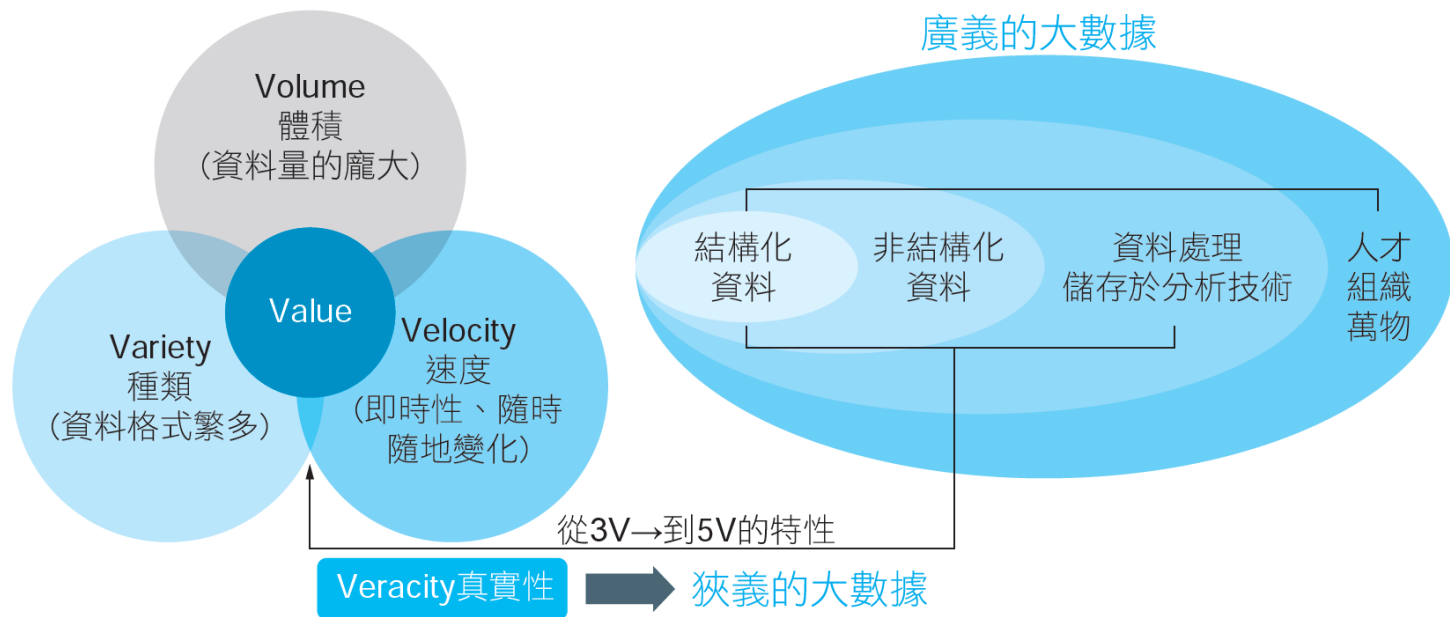 Volume
體積
(資料量的龐大)
Value
Variety
種類
(資料格式繁多)
Velocity
速度
(即時性、隨時
隨地變化)
廣義的大數據
結構化
資料
非結構化
資料
資料處理
儲存於分析技術
人才
組織
萬物
從3V→到5V的特性
Veracity真實性
狹義的大數據